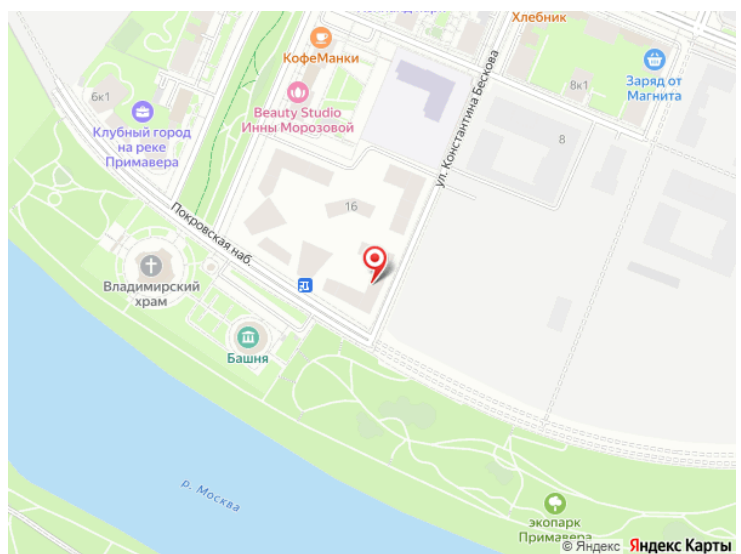 Хлебник
КофеМанки
Заряд от
Магнита
8к1
6к1
Beauty Studio
Инны Морозовой
Клубный город
на реке
Примавера
ул. Константина Бескова
8
16
Покровская наб.
Владимирский
храм
Башня
р. Москва
экопарк
Примавера
© Яндекс Яндекс Карты